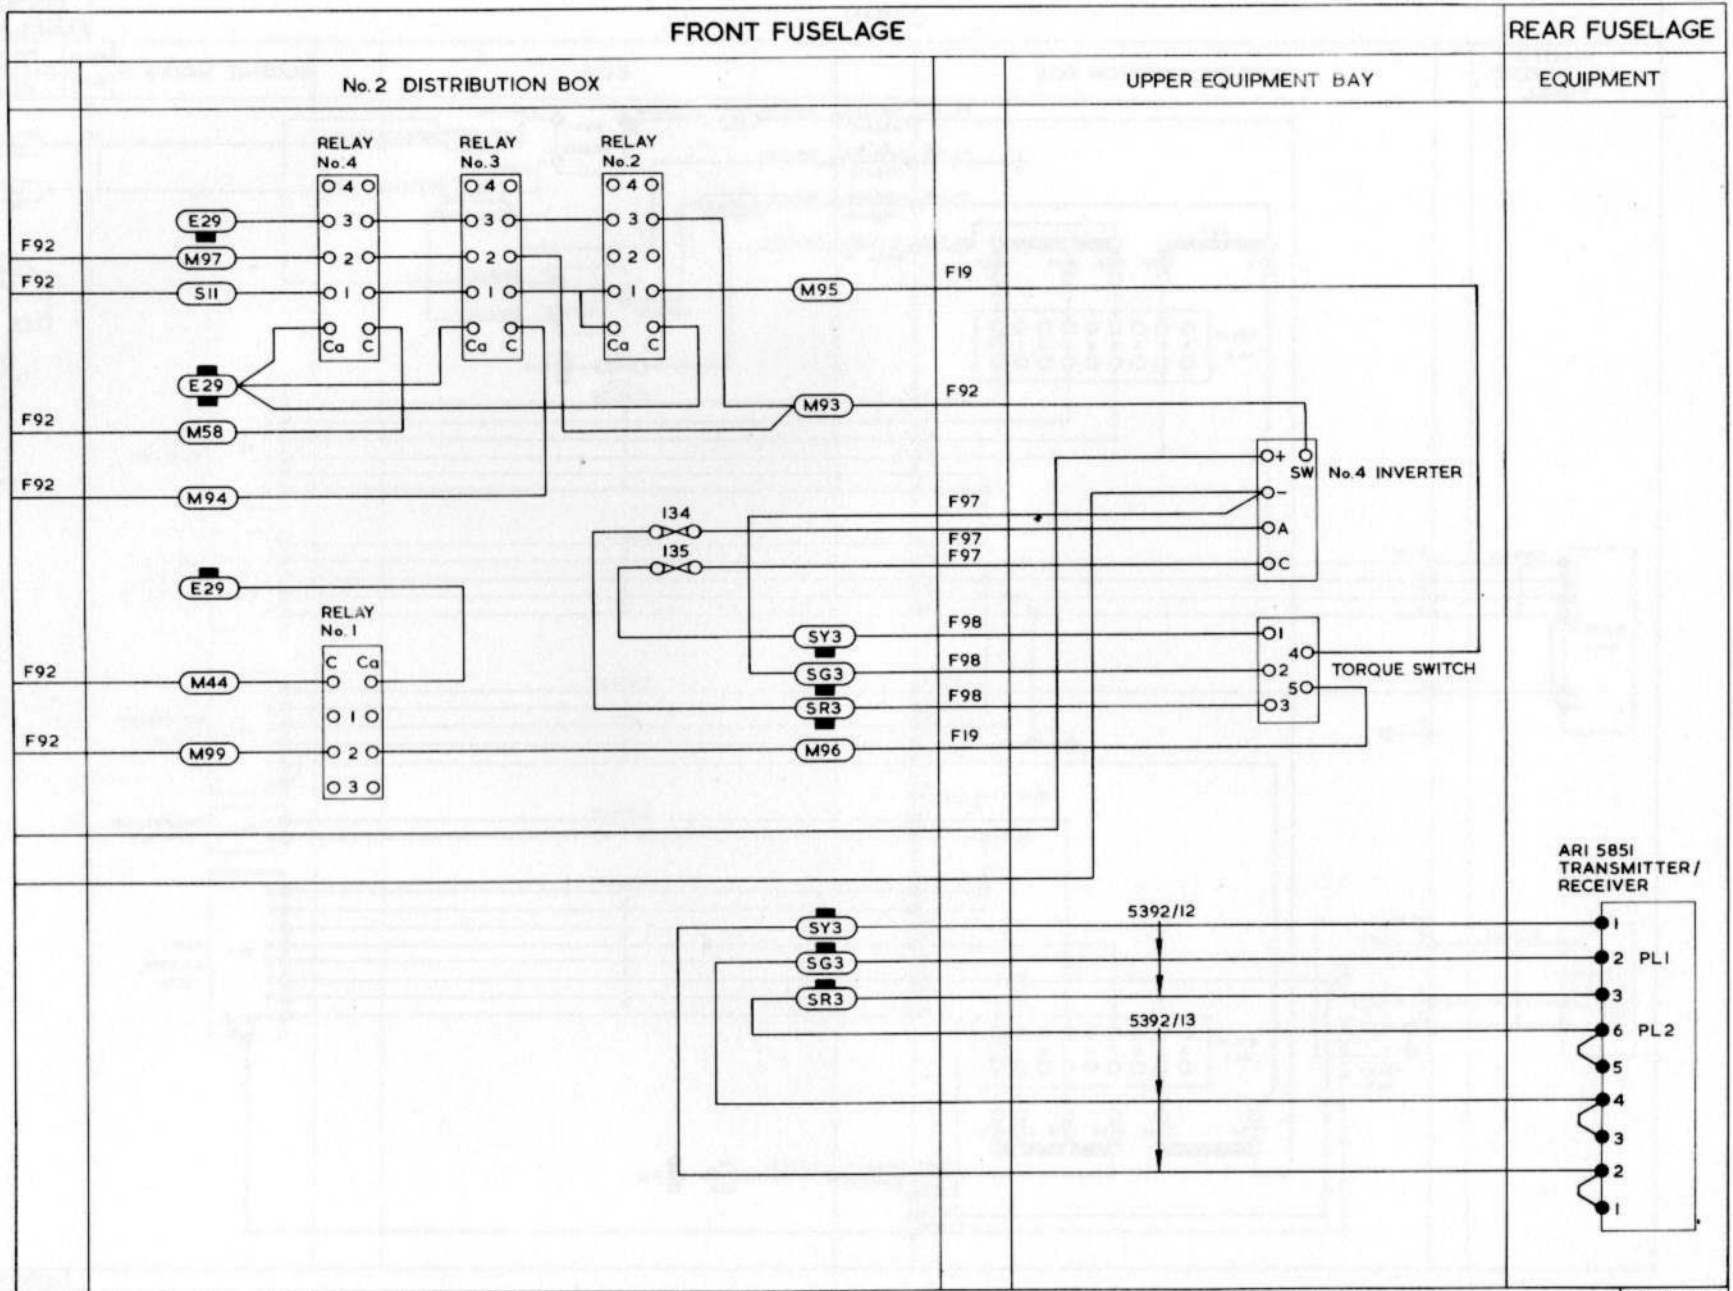 FRONT FUSELAGE
REAR FUSELAGE
No. 2 DISTRIBUTION BOX
UPPER EQUIPMENT BAY
EQUIPMENT
RELAY No. 4
RELAY No. 3
RELAY No. 2
4
4
4
E29
3
3
3
F92
M97
2
2
2
F92
S11
1
1
1
M95
F19
Ca C
Ca C
Ca C
E29
M93
F92
F92
M58
+
SW
No. 4 INVERTER
F92
M94
-
134
F97
A
F97
135
F97
C
E29
RELAY No. 1
SY3
F98
1
4
TORQUE SWITCH
F92
M44
C Ca
SG3
F98
2
5
1
SR3
F98
3
F92
M99
2
M96
F19
3
ARI 5851
TRANSMITTER/
RECEIVER
5392/12
SY3
1
SG3
2 PL1
SR3
3
5392/13
6 PL2
5
4
3
2
1